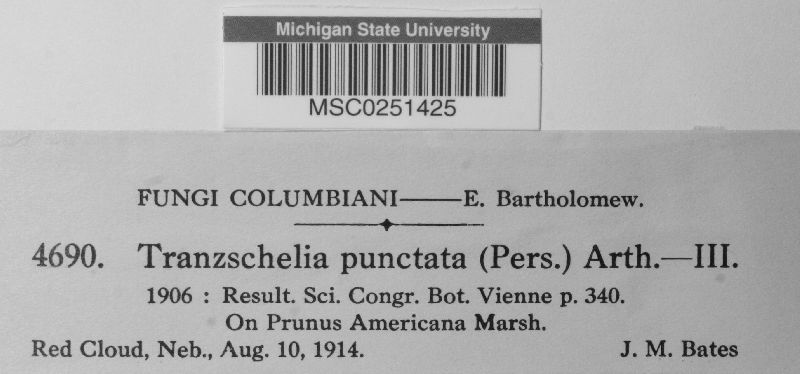 Michigan State University
MSC0251425
FUNGI COLUMBIANI——E. Bartholomew.
4690. Tranzschelia punctata (Pers.) Arth.—III.
1906 : Result. Sci. Congr. Bot. Vienne p. 340.
On Prunus Americana Marsh.
Red Cloud, Neb., Aug. 10, 1914. J. M. Bates